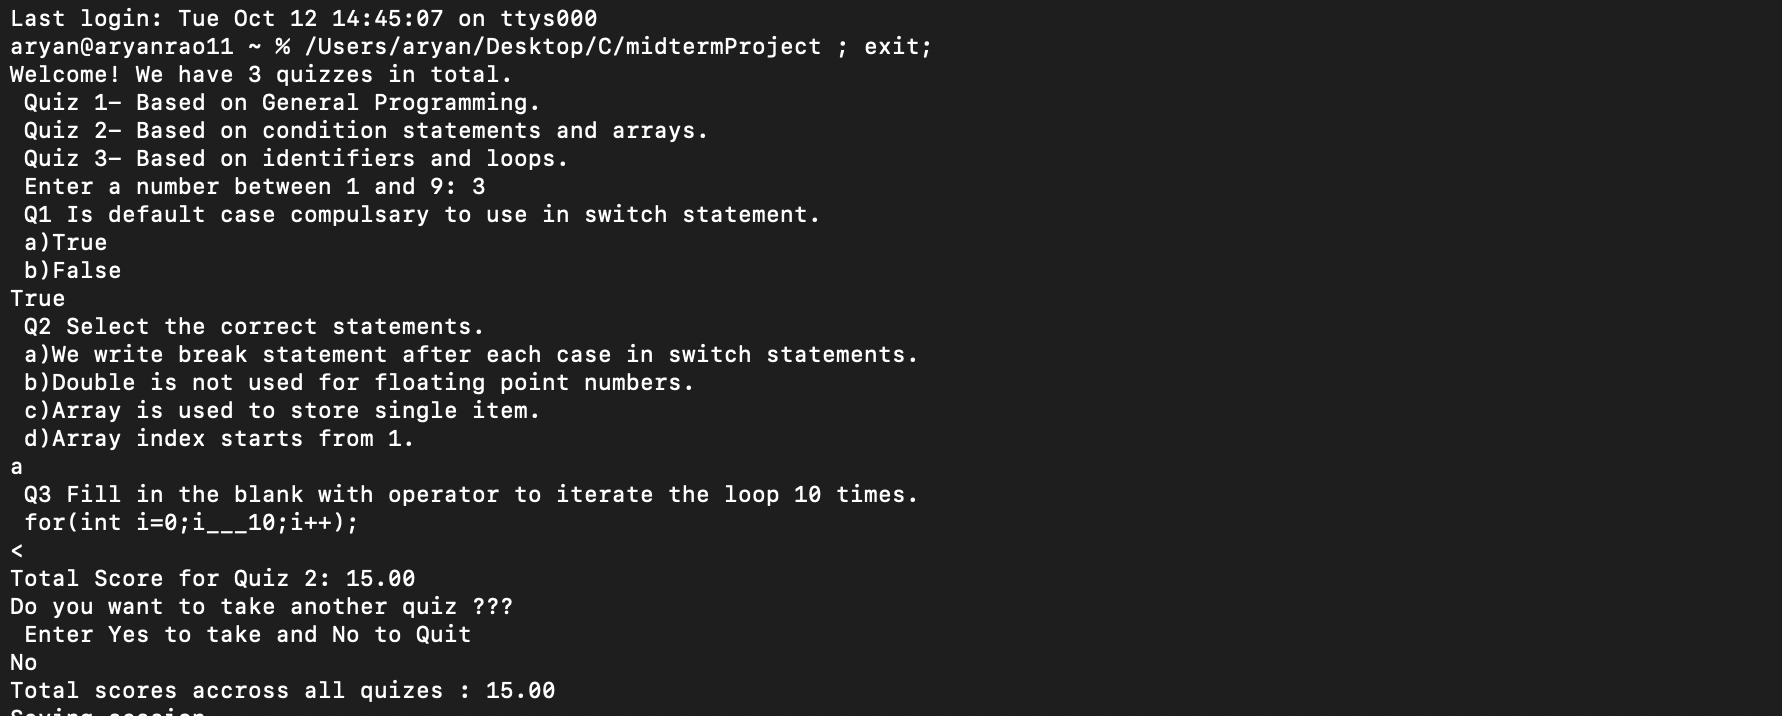 Last login: Tue Oct 12 14:45:07 on ttys000
aryan@aryanrao11 ~ % /Users/aryan/Desktop/C/midtermProject ; exit;
Welcome! We have 3 quizzes in total.
Quiz 1– Based on General Programming.
Quiz 2– Based on condition statements and arrays.
Quiz 3– Based on identifiers and loops.
Enter a number between 1 and 9: 3
Q1 Is default case compulsary to use in switch statement.
a)True
b)False
True
Q2 Select the correct statements.
a)We write break statement after each case in switch statements.
b)Double is not used for floating point numbers.
c)Array is used to store single item.
d)Array index starts from 1.
a
Q3 Fill in the blank with operator to iterate the loop 10 times.
for(int i=0;i___10;i++);
<
Total Score for Quiz 2: 15.00
Do you want to take another quiz ???
Enter Yes to take and No to Quit
No
Total scores accross all quizes : 15.00
Saving session